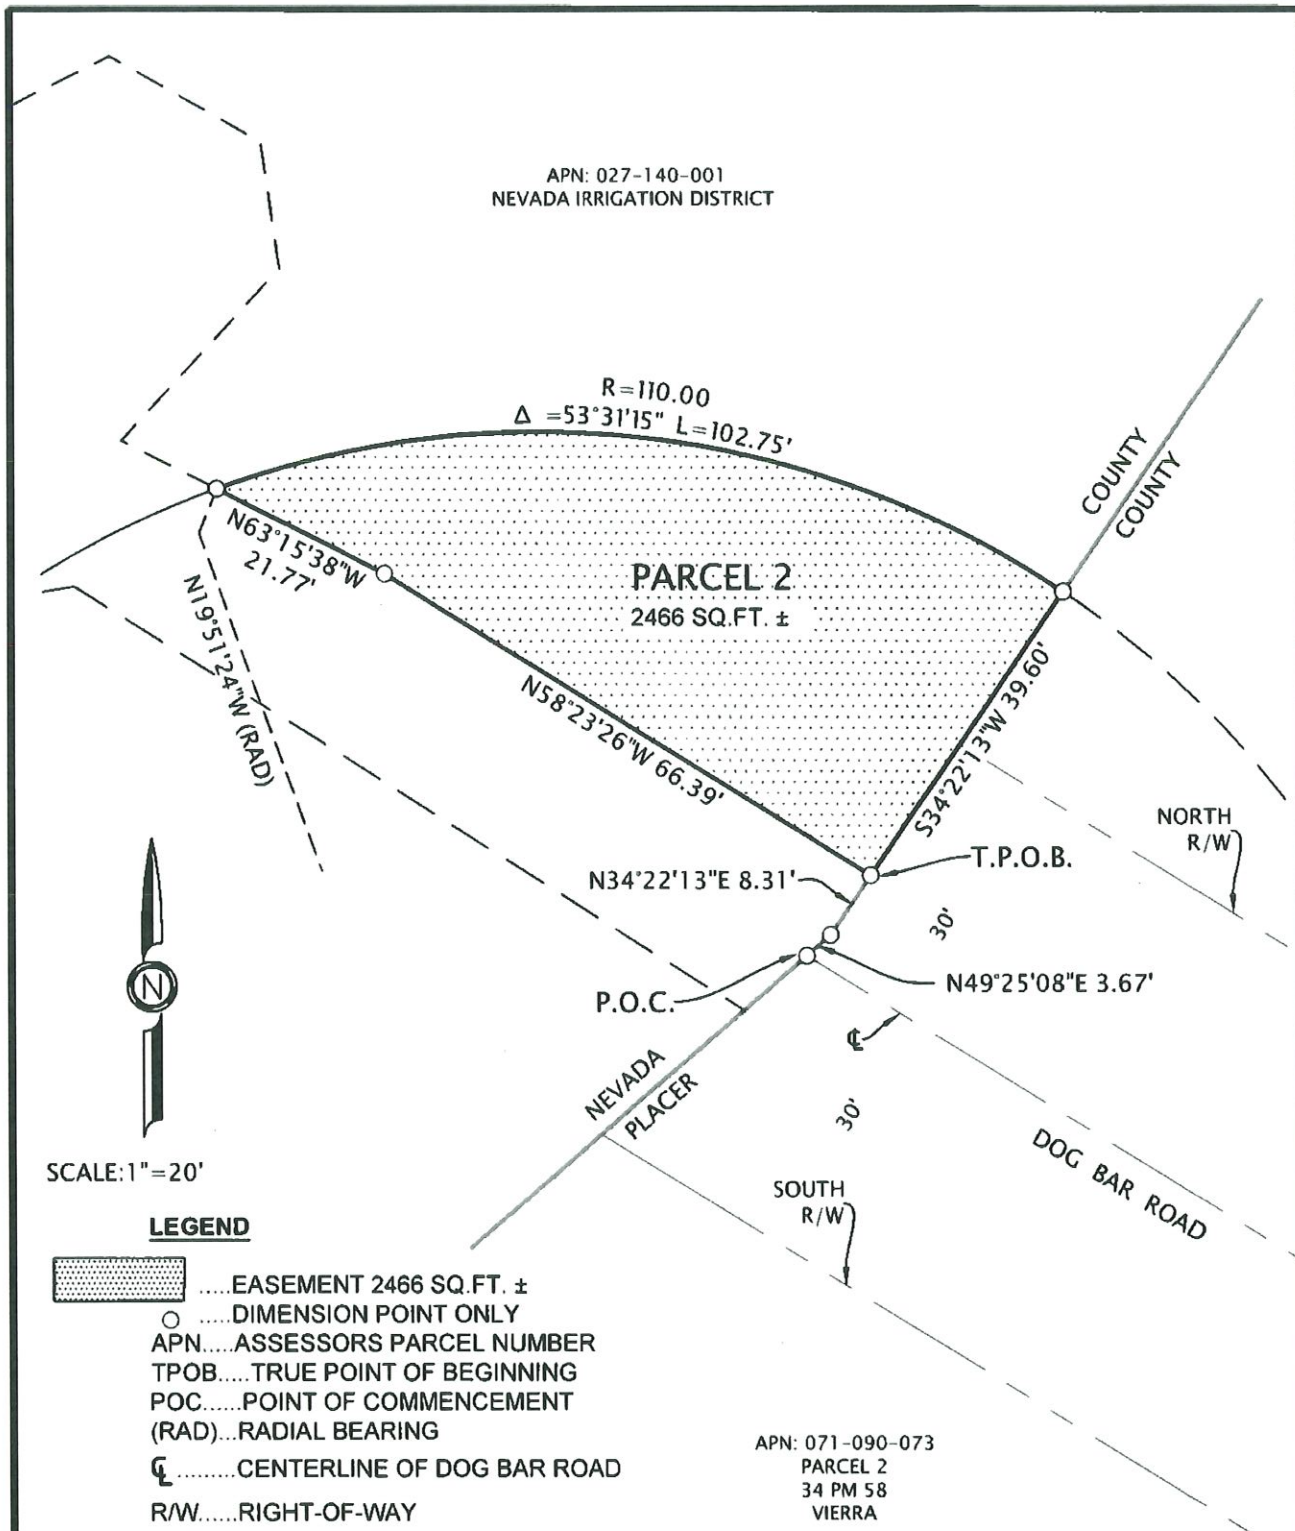 APN: 027-140-001
NEVADA IRRIGATION DISTRICT
R=110.00
Δ =53°31'15" L=102.75'
COUNTY
COUNTY
N63°15'38"W
21.77'
PARCEL 2
2466 SQ.FT. ±
N19°51'24"W (RAD)
N58°23'26"W 66.39'
S34°22'13"W 39.60'
NORTH
R/W
T.P.O.B.
N34°22'13"E 8.31'
30'
N49°25'08"E 3.67'
P.O.C.
℄
N
NEVADA
PLACER
30'
DOG BAR ROAD
SCALE:1"=20'
SOUTH
R/W
LEGEND
.....EASEMENT 2466 SQ.FT. ±
.....DIMENSION POINT ONLY
APN.....ASSESSORS PARCEL NUMBER
TPOB.....TRUE POINT OF BEGINNING
POC......POINT OF COMMENCEMENT
(RAD)...RADIAL BEARING
℄ .........CENTERLINE OF DOG BAR ROAD
R/W......RIGHT-OF-WAY
APN: 071-090-073
PARCEL 2
34 PM 58
VIERRA